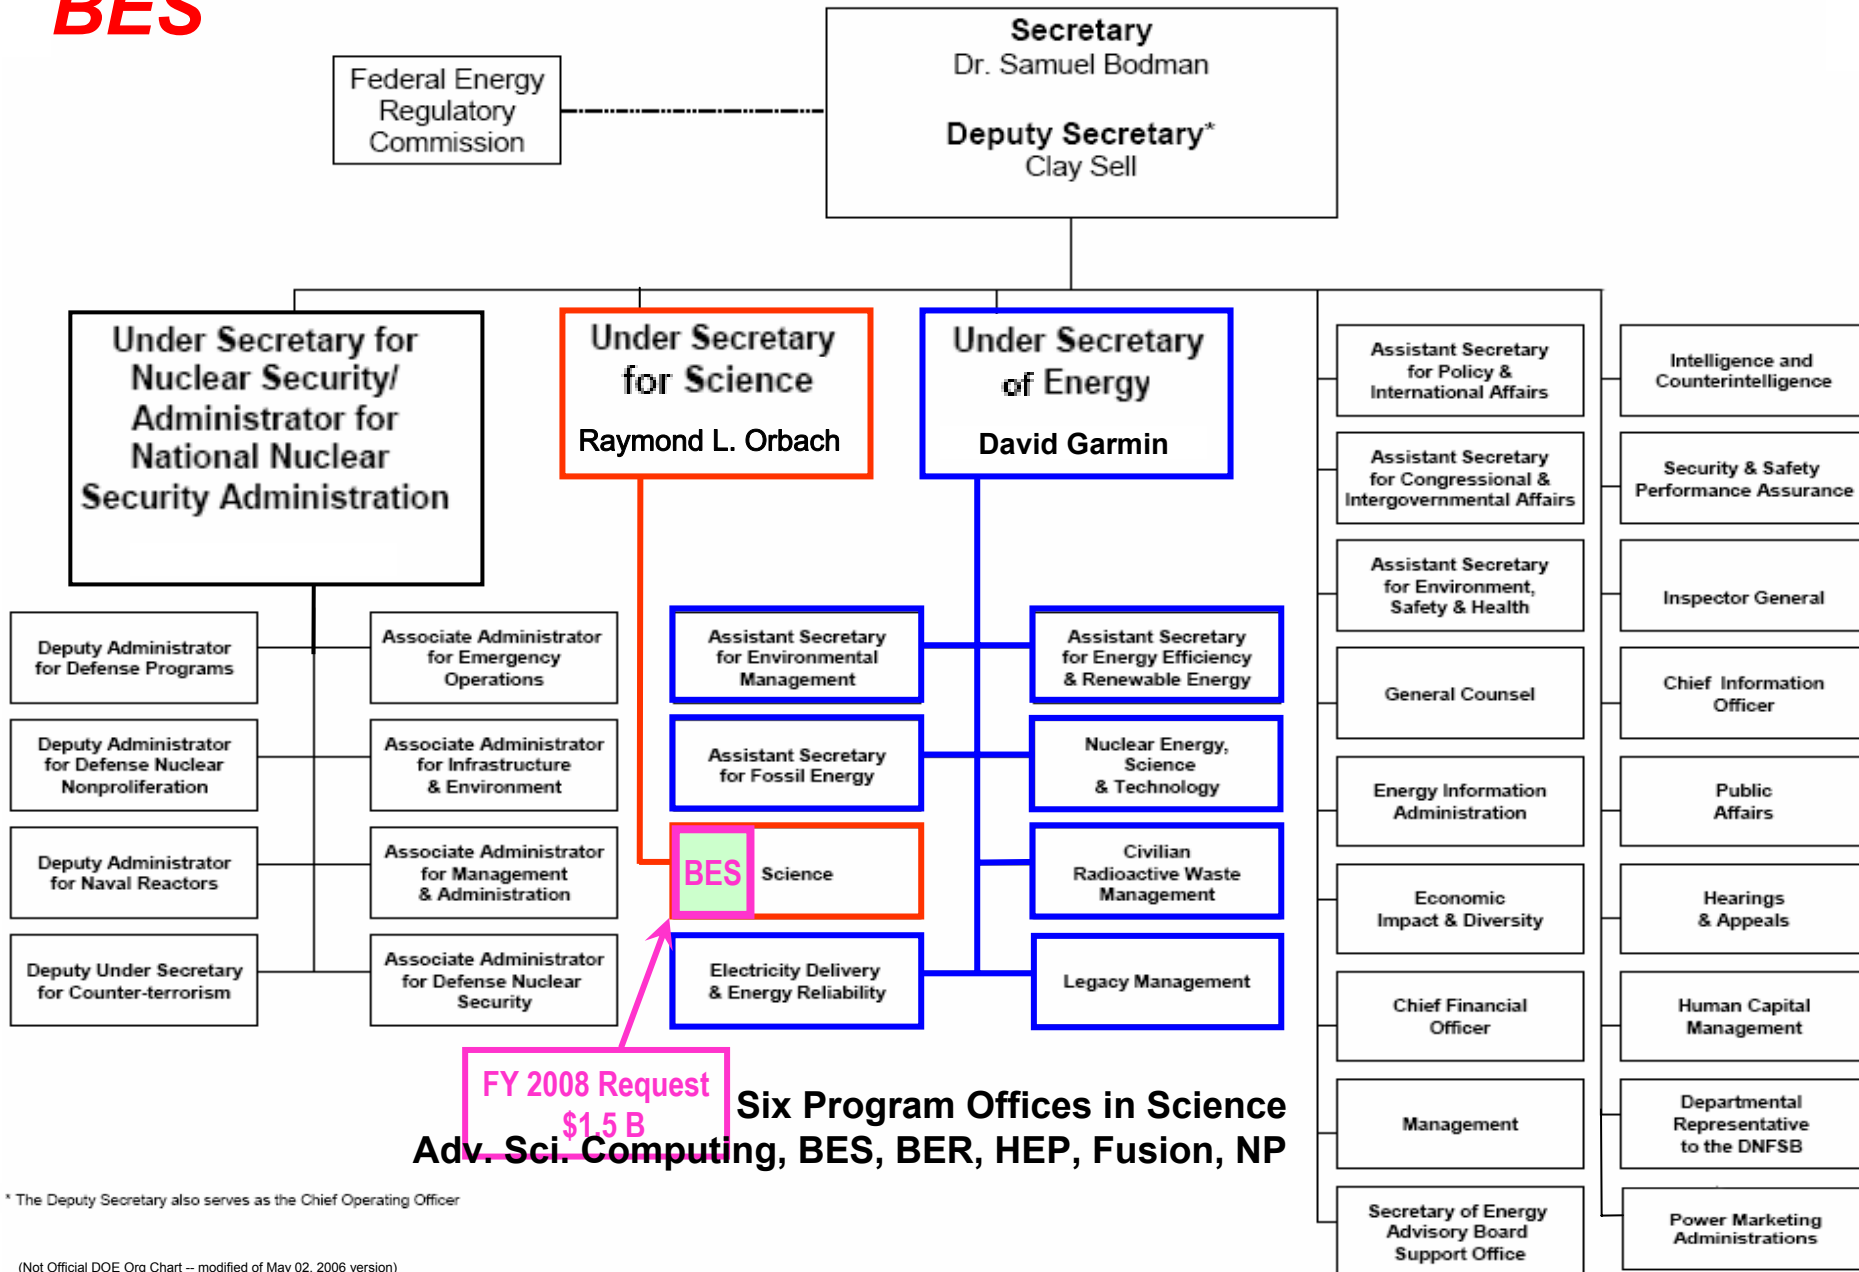 BES
Federal Energy
Regulatory
Commission
Secretary
Dr. Samuel Bodman
Deputy Secretary*
Clay Sell
Under Secretary for
Nuclear Security/
Administrator for
National Nuclear
Security Administration
Under Secretary
for Science
Raymond L. Orbach
Under Secretary
of Energy
David Garmin
Deputy Administrator
for Defense Programs
Associate Administrator
for Emergency
Operations
Deputy Administrator
for Defense Nuclear
Nonproliferation
Associate Administrator
for Infrastructure
& Environment
Deputy Administrator
for Naval Reactors
Associate Administrator
for Management
& Administration
Deputy Under Secretary
for Counter-terrorism
Associate Administrator
for Defense Nuclear
Security
Assistant Secretary
for Environmental
Management
Assistant Secretary
for Energy Efficiency
& Renewable Energy
Assistant Secretary
for Fossil Energy
Nuclear Energy,
Science
& Technology
BES
Science
Civilian
Radioactive Waste
Management
Electricity Delivery
& Energy Reliability
Legacy Management
Assistant Secretary
for Policy &
International Affairs
Intelligence and
Counterintelligence
Assistant Secretary
for Congressional &
Intergovernmental Affairs
Security & Safety
Performance Assurance
Assistant Secretary
for Environment,
Safety & Health
Inspector General
General Counsel
Chief Information
Officer
Energy Information
Administration
Public
Affairs
Economic
Impact & Diversity
Hearings
& Appeals
Chief Financial
Officer
Human Capital
Management
Management
Departmental
Representative
to the DNFSB
Secretary of Energy
Advisory Board
Support Office
Power Marketing
Administrations
FY 2008 Request
$1.5 B
Six Program Offices in Science
Adv. Sci. Computing, BES, BER, HEP, Fusion, NP
* The Deputy Secretary also serves as the Chief Operating Officer
(Not Official DOE Org Chart -- modified of May 02, 2006 version)